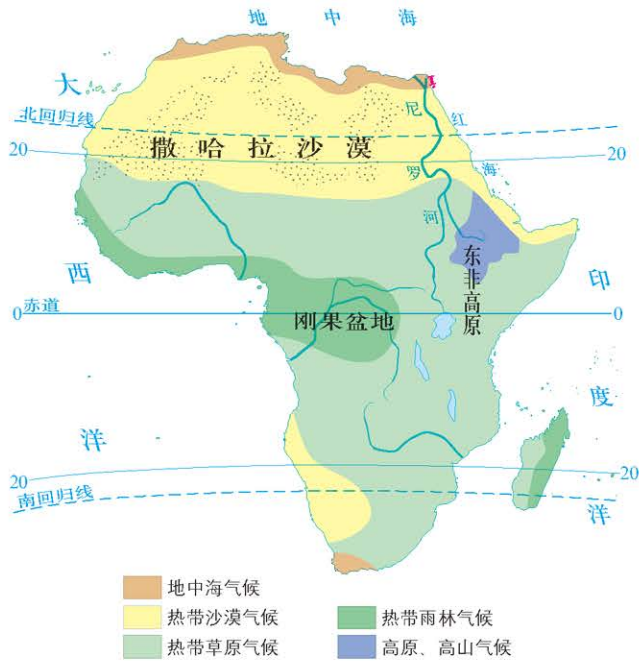 地中海
大
北回归线
尼
红
20
撒哈拉沙漠
20
罗
海
河
西
东非高原
印
0
赤道
刚果盆地
0
度
洋
20
20
南回归线
洋
地中海气候
热带沙漠气候
热带雨林气候
热带草原气候
高原、高山气候